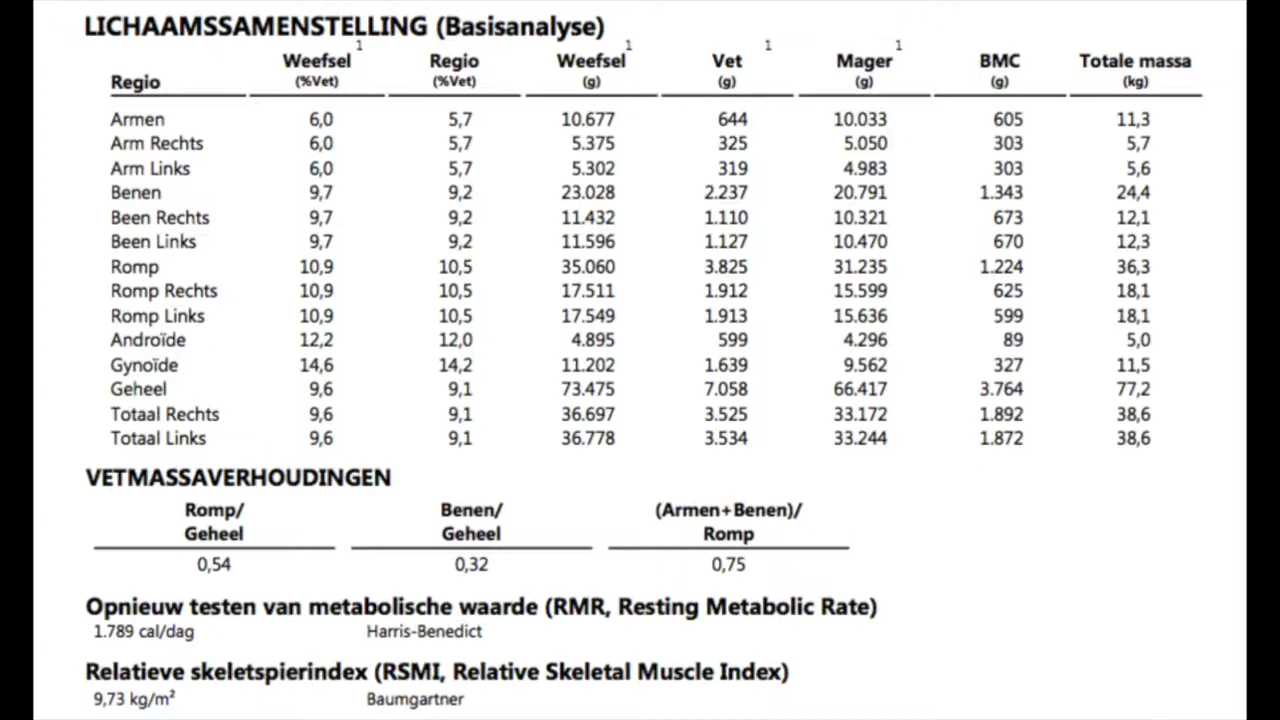 LICHAAMSSAMENSTELLING (Basisanalyse)
Regio Weefsel¹ (%Vet) Regio (%Vet) Weefsel¹ (g) Vet¹ (g) Mager¹ (g) BMC (g) Totale massa (kg)
Armen 6,0 5,7 10.677 644 10.033 605 11,3
Arm Rechts 6,0 5,7 5.375 325 5.050 303 5,7
Arm Links 6,0 5,7 5.302 319 4.983 303 5,6
Benen 9,7 9,2 23.028 2.237 20.791 1.343 24,4
Been Rechts 9,7 9,2 11.432 1.110 10.321 673 12,1
Been Links 9,7 9,2 11.596 1.127 10.470 670 12,3
Romp 10,9 10,5 35.060 3.825 31.235 1.224 36,3
Romp Rechts 10,9 10,5 17.511 1.912 15.599 625 18,1
Romp Links 10,9 10,5 17.549 1.913 15.636 599 18,1
Androïde 12,2 12,0 4.895 599 4.296 89 5,0
Gynoïde 14,6 14,2 11.202 1.639 9.562 327 11,5
Geheel 9,6 9,1 73.475 7.058 66.417 3.764 77,2
Totaal Rechts 9,6 9,1 36.697 3.525 33.172 1.892 38,6
Totaal Links 9,6 9,1 36.778 3.534 33.244 1.872 38,6
VETMASSAVERHOUDINGEN
Romp/ Benen/ (Armen+Benen)/
Geheel Geheel Romp
0,54 0,32 0,75
Opnieuw testen van metabolische waarde (RMR, Resting Metabolic Rate)
1.789 cal/dag Harris-Benedict
Relatieve skeletspierindex (RSMI, Relative Skeletal Muscle Index)
9,73 kg/m² Baumgartner